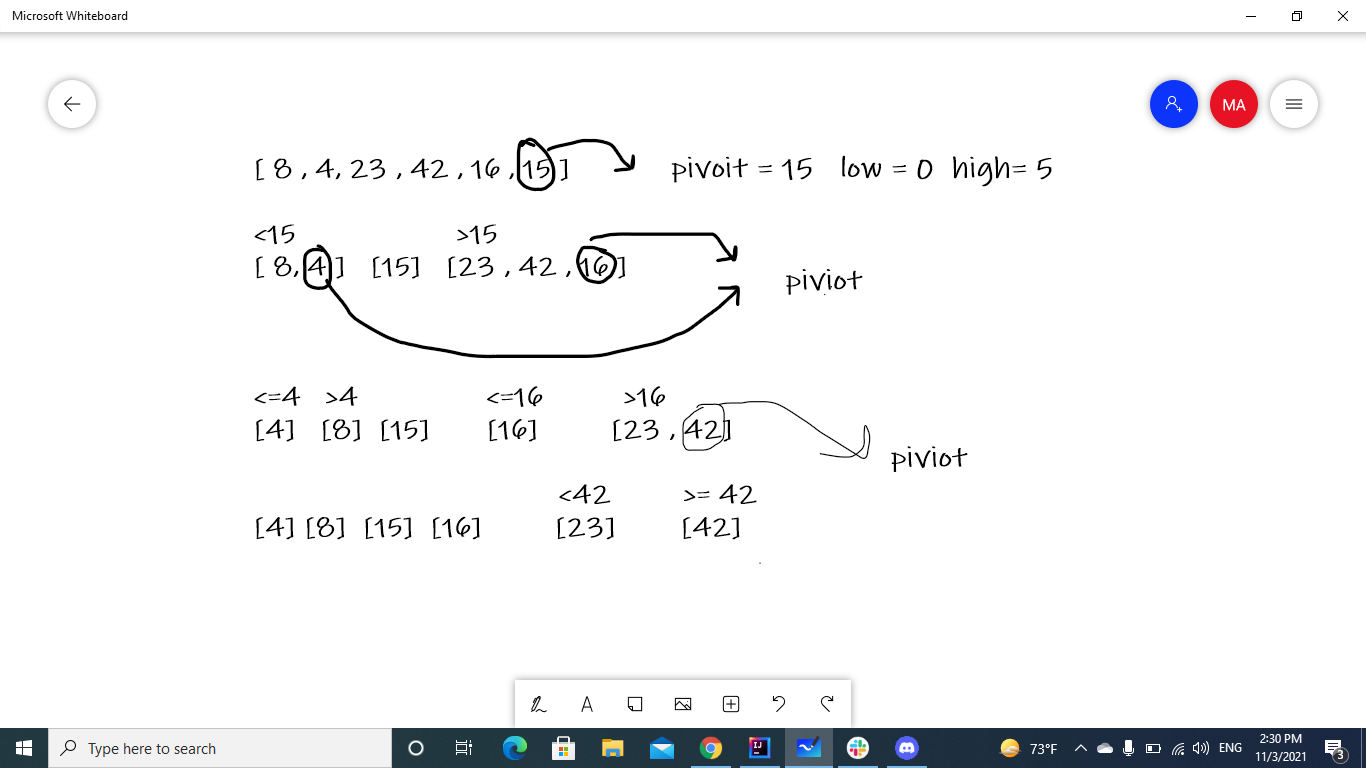 Microsoft Whiteboard
MA
[ 8 , 4, 23 , 42 , 16 , 15 ] pivoit = 15 low = 0 high= 5
<15 >15
[ 8, 4 ] [15] [23 , 42 , 16 ]
piviot
<=4 >4 <=16 >16
[4] [8] [15] [16] [23 , 42]
piviot
<42 >= 42
[4] [8] [15] [16] [23] [42]
A
Type here to search
73°F
ENG
2:30 PM
11/3/2021
3